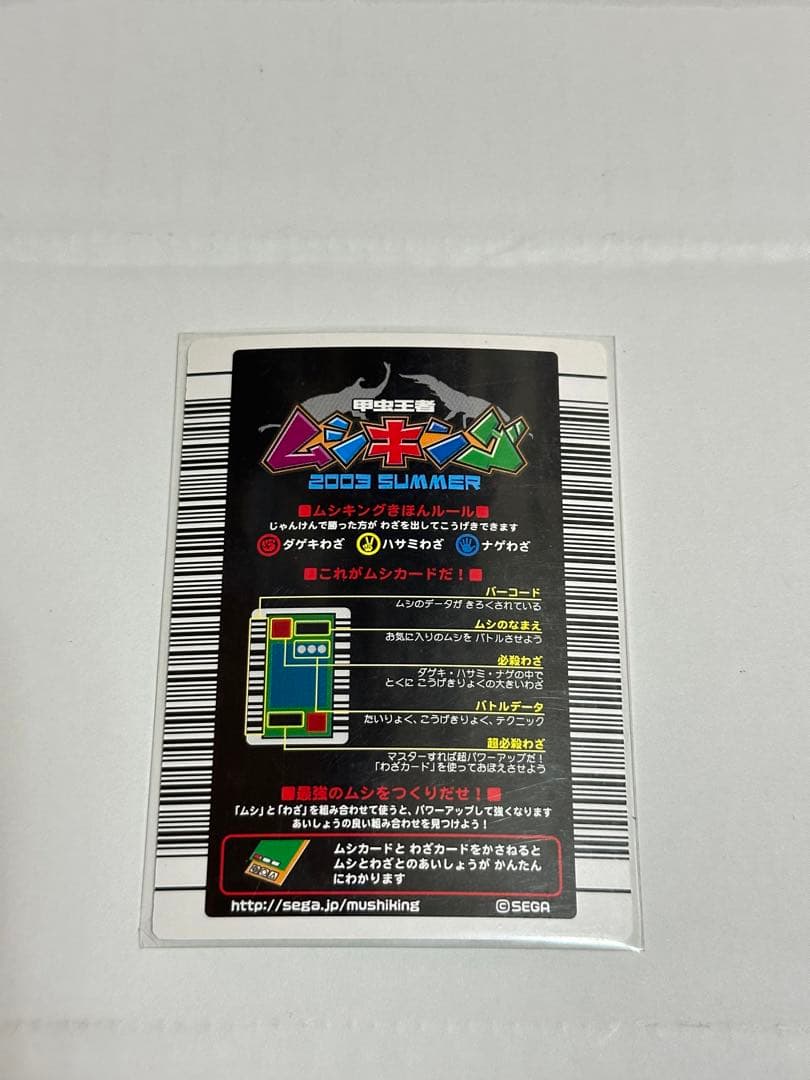 甲虫王者
ムシキング
2003 SUMMER
■ムシキングきほんルール■
じゃんけんで勝った方が わざを出してこうげきできます
ダゲキわざ ハサミわざ ナゲわざ
■これがムシカードだ!■
バーコード
ムシのデータが きろくされている
ムシのなまえ
お気に入りのムシを バトルさせよう
必殺わざ
ダゲキ・ハサミ・ナゲの中で
とくに こうげきりょくの大きいわざ
バトルデータ
たいりょく、こうげきりょく、テクニック
超必殺わざ
マスターすれば超パワーアップだ!
「わざカード」を使っておぼえさせよう
■最強のムシをつくりだせ!■
「ムシ」と「わざ」を組み合わせて使うと、パワーアップして強くなります
あいしょうの良い組み合わせを見つけよう!
ムシカードと わざカードをかさねると
ムシとわざとのあいしょうが かんたん
にわかります
http://sega.jp/mushiking ©SEGA